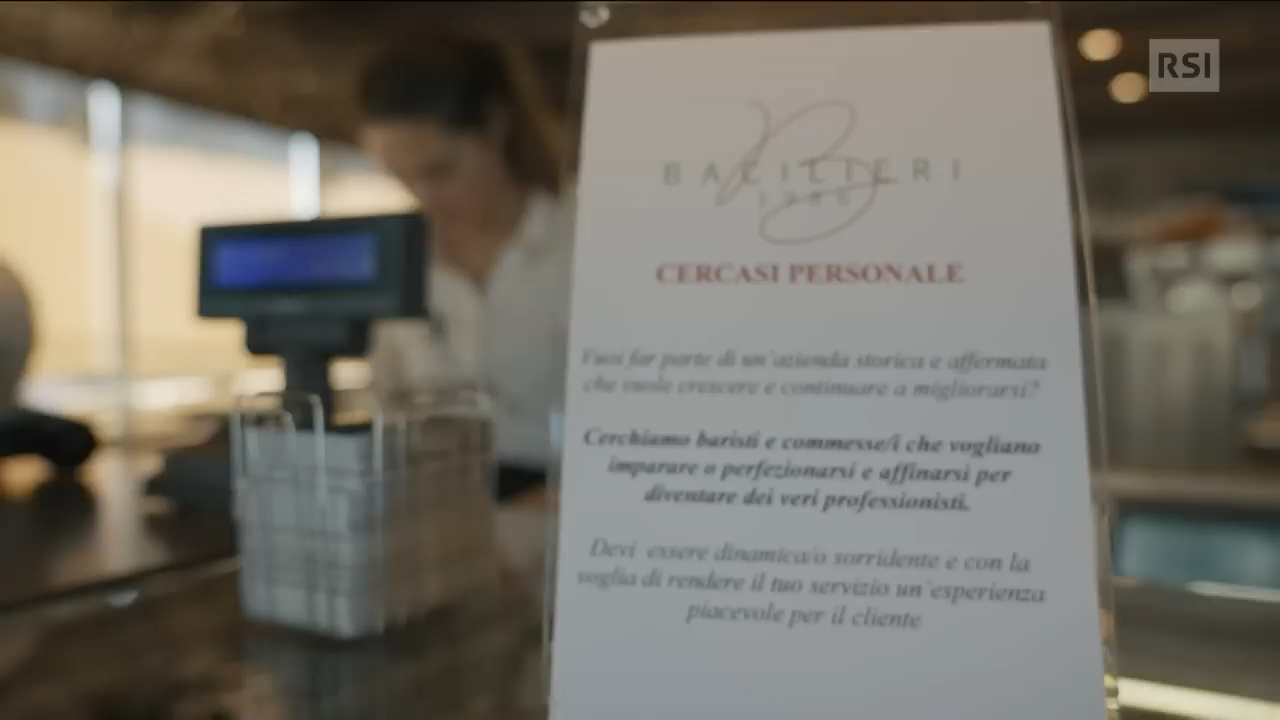 RSI
BACILIERI
1986
CERCASI PERSONALE
Vuoi far parte di un'azienda storica e affermata
che vuole crescere e continuare a migliorarsi?
Cerchiamo baristi e commesse/i che vogliano
imparare o perfezionarsi e affinarsi per
diventare dei veri professionisti.
Devi essere dinamica/o sorridente e con la
voglia di rendere il tuo servizio un'esperienza
piacevole per il cliente